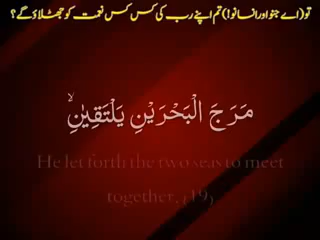 تو (اے جنو اور انسانو!) تم اپنے رب کی کس کس نعمت کو جھٹلاؤ گے؟
مَرَجَ الْبَحْرَيْنِ يَلْتَقِيَٰنِۙ
He let forth the two seas to meet
together, (19)